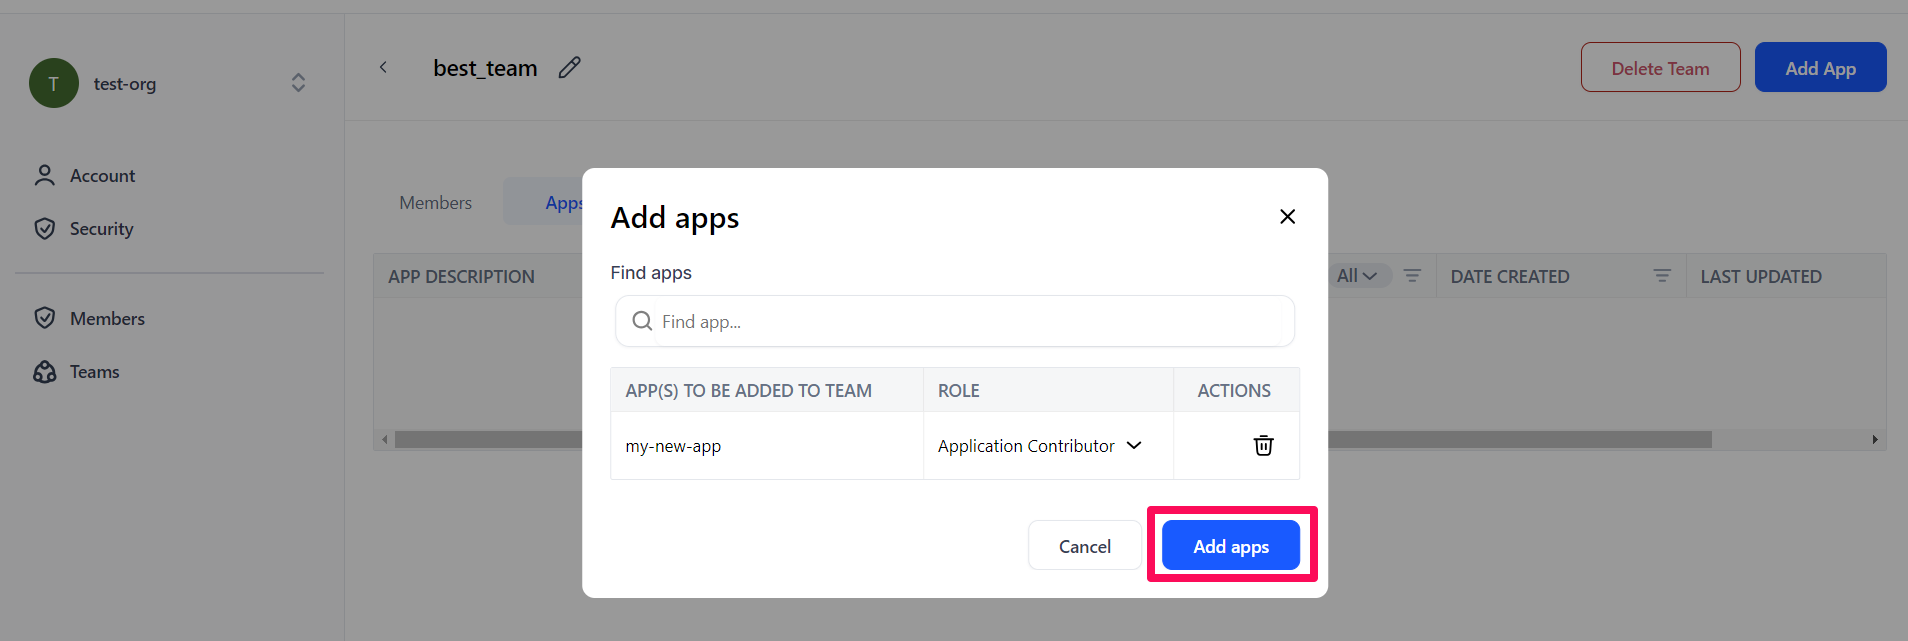 T
test-org
best_team
Delete Team
Add App
Account
Security
Members
Teams
Members
Apps
APP DESCRIPTION
All
DATE CREATED
LAST UPDATED
Add apps
Find apps
Find app...
APP(S) TO BE ADDED TO TEAM
ROLE
ACTIONS
my-new-app
Application Contributor
Cancel
Add apps